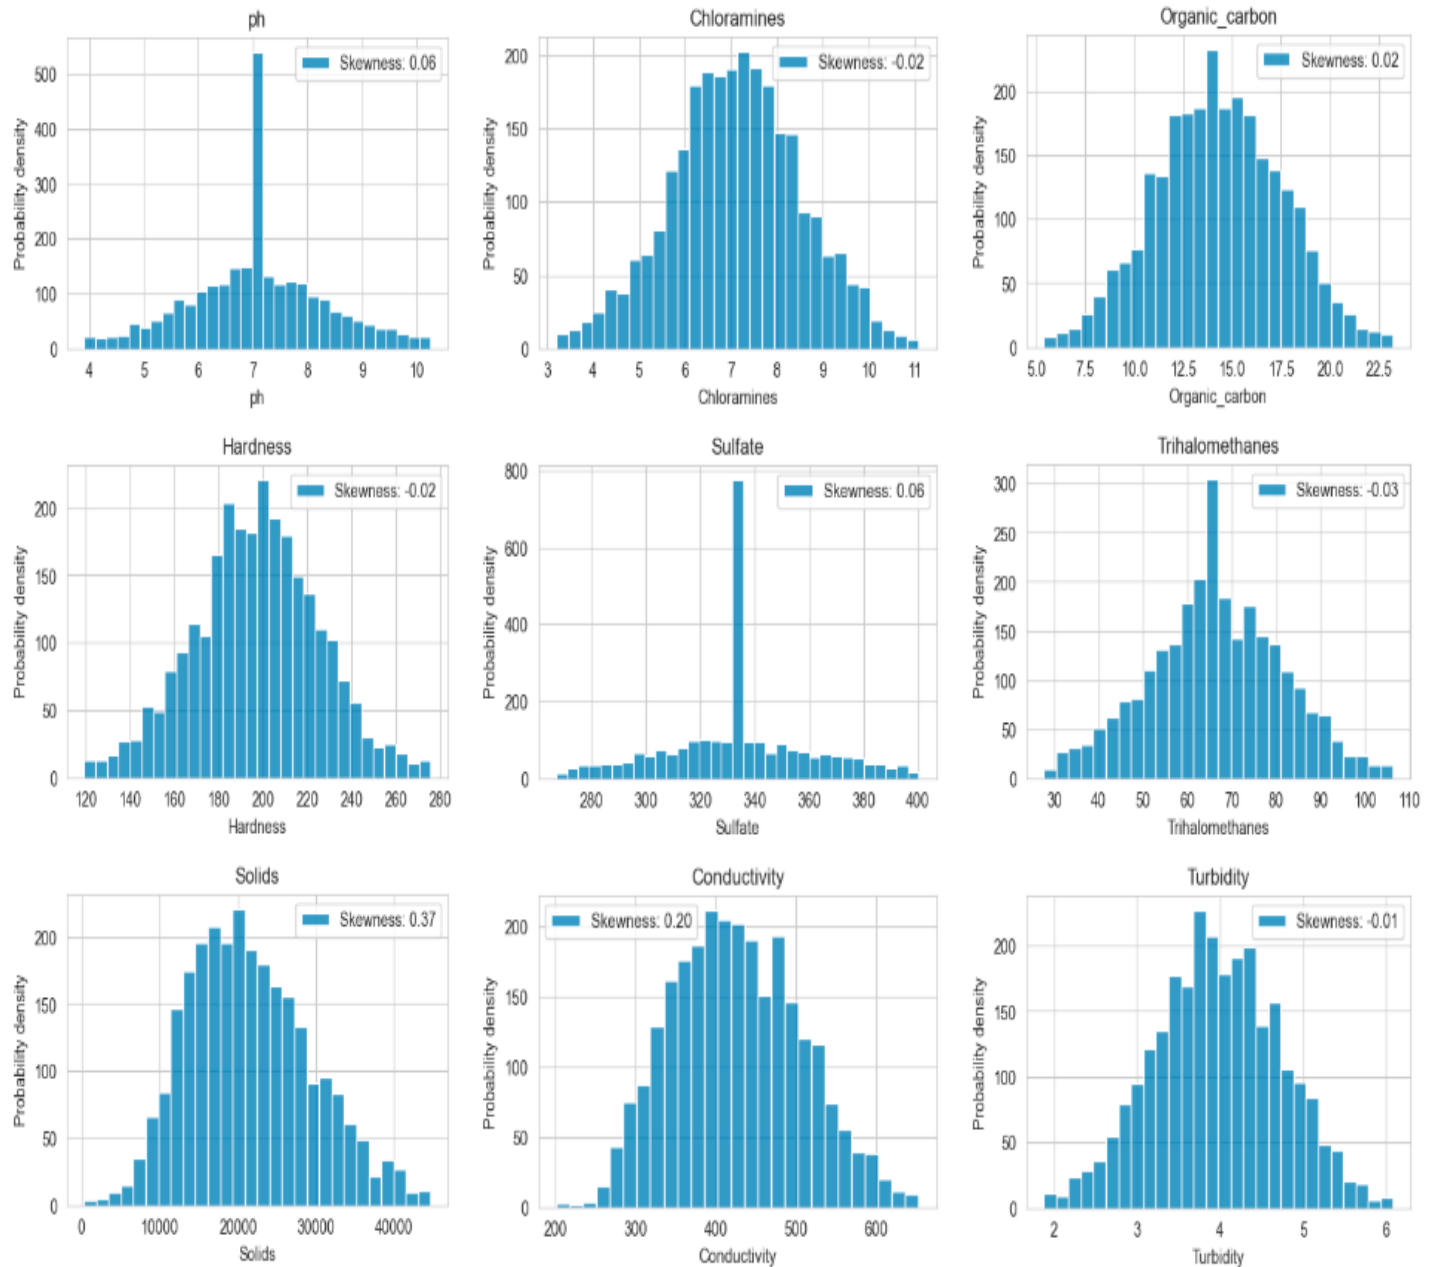 ph
Skewness: 0.06
Probability density
500
400
300
200
100
0
4 5 6 7 8 9 10
ph
Chloramines
Skewness: -0.02
Probability density
200
150
100
50
0
3 4 5 6 7 8 9 10 11
Chloramines
Organic_carbon
Skewness: 0.02
Probability density
200
150
100
50
0
5.0 7.5 10.0 12.5 15.0 17.5 20.0 22.5
Organic_carbon
Hardness
Skewness: -0.02
Probability density
200
150
100
50
0
120 140 160 180 200 220 240 260 280
Hardness
Sulfate
Skewness: 0.06
Probability density
800
600
400
200
0
280 300 320 340 360 380 400
Sulfate
Trihalomethanes
Skewness: -0.03
Probability density
300
250
200
150
100
50
0
30 40 50 60 70 80 90 100 110
Trihalomethanes
Solids
Skewness: 0.37
Probability density
200
150
100
50
0
0 10000 20000 30000 40000
Solids
Conductivity
Skewness: 0.20
Probability density
200
150
100
50
0
200 300 400 500 600
Conductivity
Turbidity
Skewness: -0.01
Probability density
200
150
100
50
0
2 3 4 5 6
Turbidity